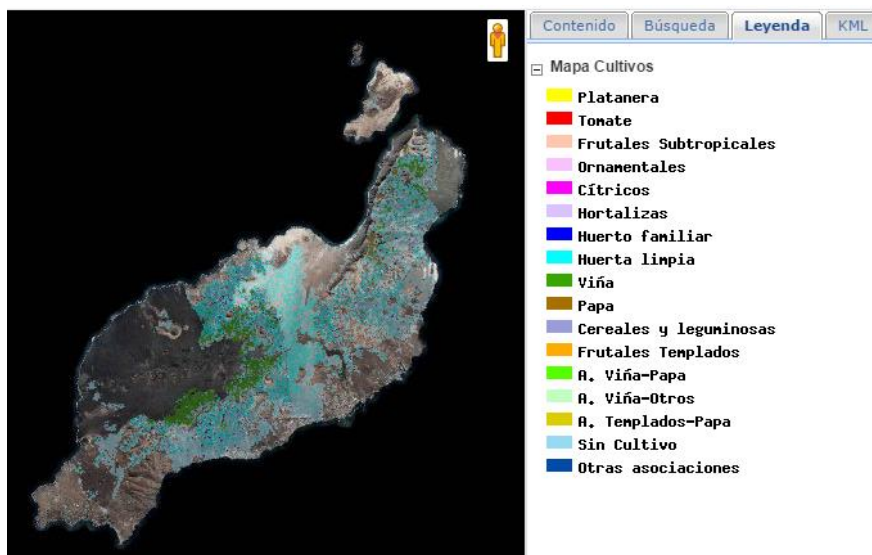 Contenido Búsqueda Leyenda KML
Mapa Cultivos
Platanera
Tomate
Frutales Subtropicales
Ornamentales
Cítricos
Hortalizas
Huerto familiar
Huerta limpia
Viña
Papa
Cereales y leguminosas
Frutales Templados
A. Viña-Papa
A. Viña-Otros
A. Templados-Papa
Sin Cultivo
Otras asociaciones